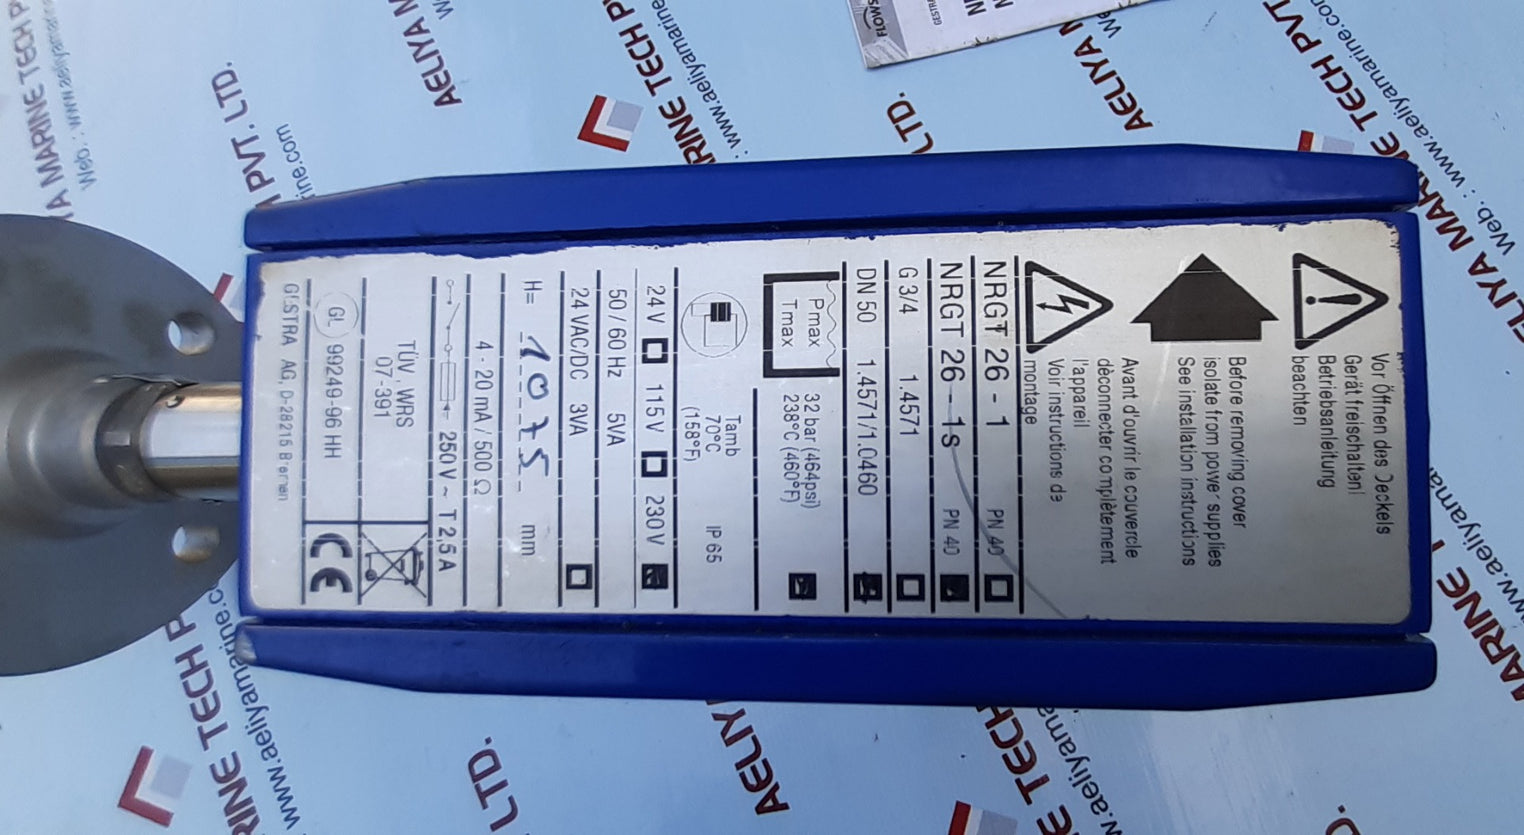 Vor Öffnen des Deckels
Gerät freischalten!
Betriebsanleitung
beachten
Before removing cover
isolate from power supplies
See installation instructions
Avant d'ouvrir le couvercle
déconnecter complètement
l'appareil
Voir instructions de
montage
NRGT 26 - 1 PN 40
NRGT 26 - 1s PN 40
G 3/4 1.4571
DN 50 1.4571/1.0460
Pmax 32 bar (464psi)
Tmax 238°C (460°F)
Tamb
70°C IP 65
(158°F)
24 V 115 V 230 V
50 / 60 Hz 5VA
24 VAC/DC 3VA
H= 1075 mm
4 - 20 mA / 500 Ω
250 V ~ T 2,5 A
TÜV . WRS
07-391
GL 99249-96 HH
CE
GESTRA AG, D-28215 Bremen
AELIYA MARINE TECH PVT. LTD.
Web. : www.aeliyamarine.com